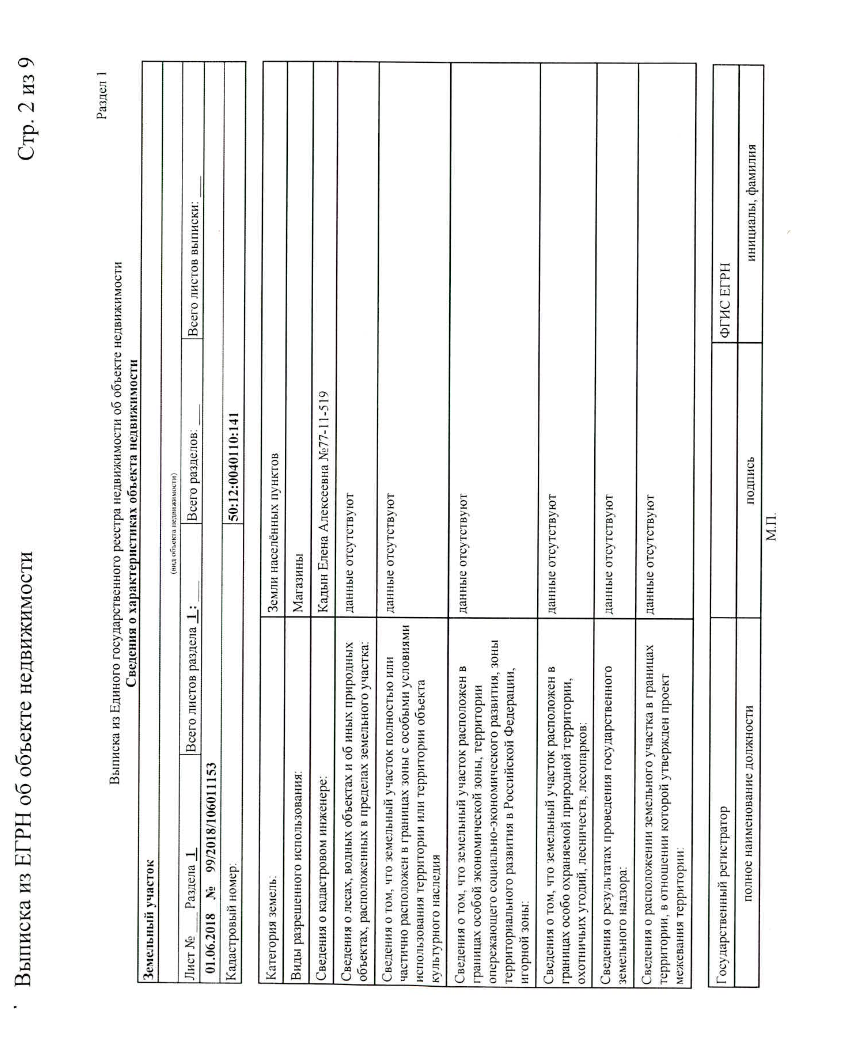 Выписка из ЕГРН об объекте недвижимости
Стр. 2 из 9
Раздел 1
Выписка из Единого государственного реестра недвижимости об объекте недвижимости
Сведения о характеристиках объекта недвижимости
Земельный участок
(вид объекта недвижимости)
Лист № ___ Раздела 1
Всего листов раздела 1 :
Всего разделов: ___
Всего листов выписки: ___
01.06.2018 № 99/2018/106011153
Кадастровый номер:
50:12:0040110:141
Категория земель:
Земли населённых пунктов
Виды разрешенного использования:
Магазины
Сведения о кадастровом инженере:
Кадын Елена Алексеевна №77-11-519
Сведения о лесах, водных объектах и об иных природных
объектах, расположенных в пределах земельного участка:
данные отсутствуют
Сведения о том, что земельный участок полностью или
частично расположен в границах зоны с особыми условиями
использования территории или территории объекта
культурного наследия
данные отсутствуют
Сведения о том, что земельный участок расположен в
границах особой экономической зоны, территории
опережающего социально-экономического развития, зоны
территориального развития в Российской Федерации,
игорной зоны:
данные отсутствуют
Сведения о том, что земельный участок расположен в
границах особо охраняемой природной территории,
охотничьих угодий, лесничеств, лесопарков:
данные отсутствуют
Сведения о результатах проведения государственного
земельного надзора:
данные отсутствуют
Сведения о расположении земельного участка в границах
территории, в отношении которой утвержден проект
межевания территории:
данные отсутствуют
Государственный регистратор
ФГИС ЕГРН
полное наименование должности
подпись
инициалы, фамилия
М.П.